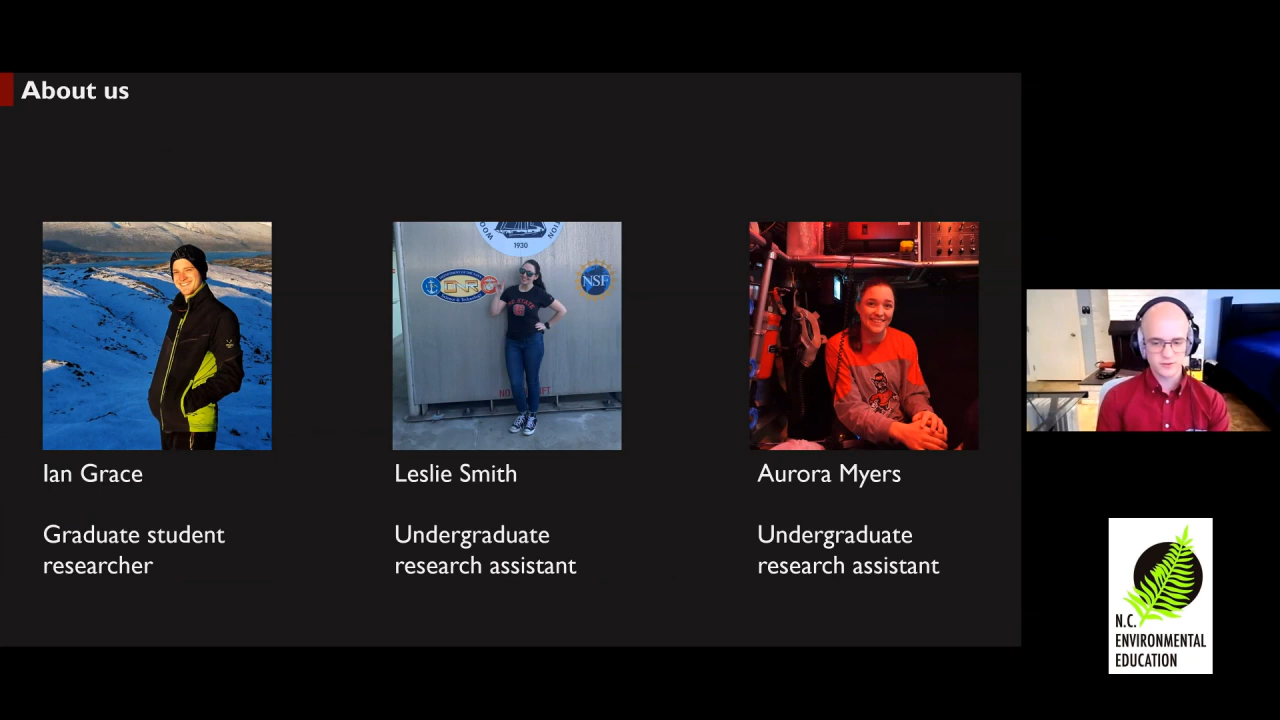 About us
1930
ONR
NSF
Ian Grace
Graduate student
researcher
Leslie Smith
Undergraduate
research assistant
Aurora Myers
Undergraduate
research assistant
N.C.
ENVIRONMENTAL
EDUCATION